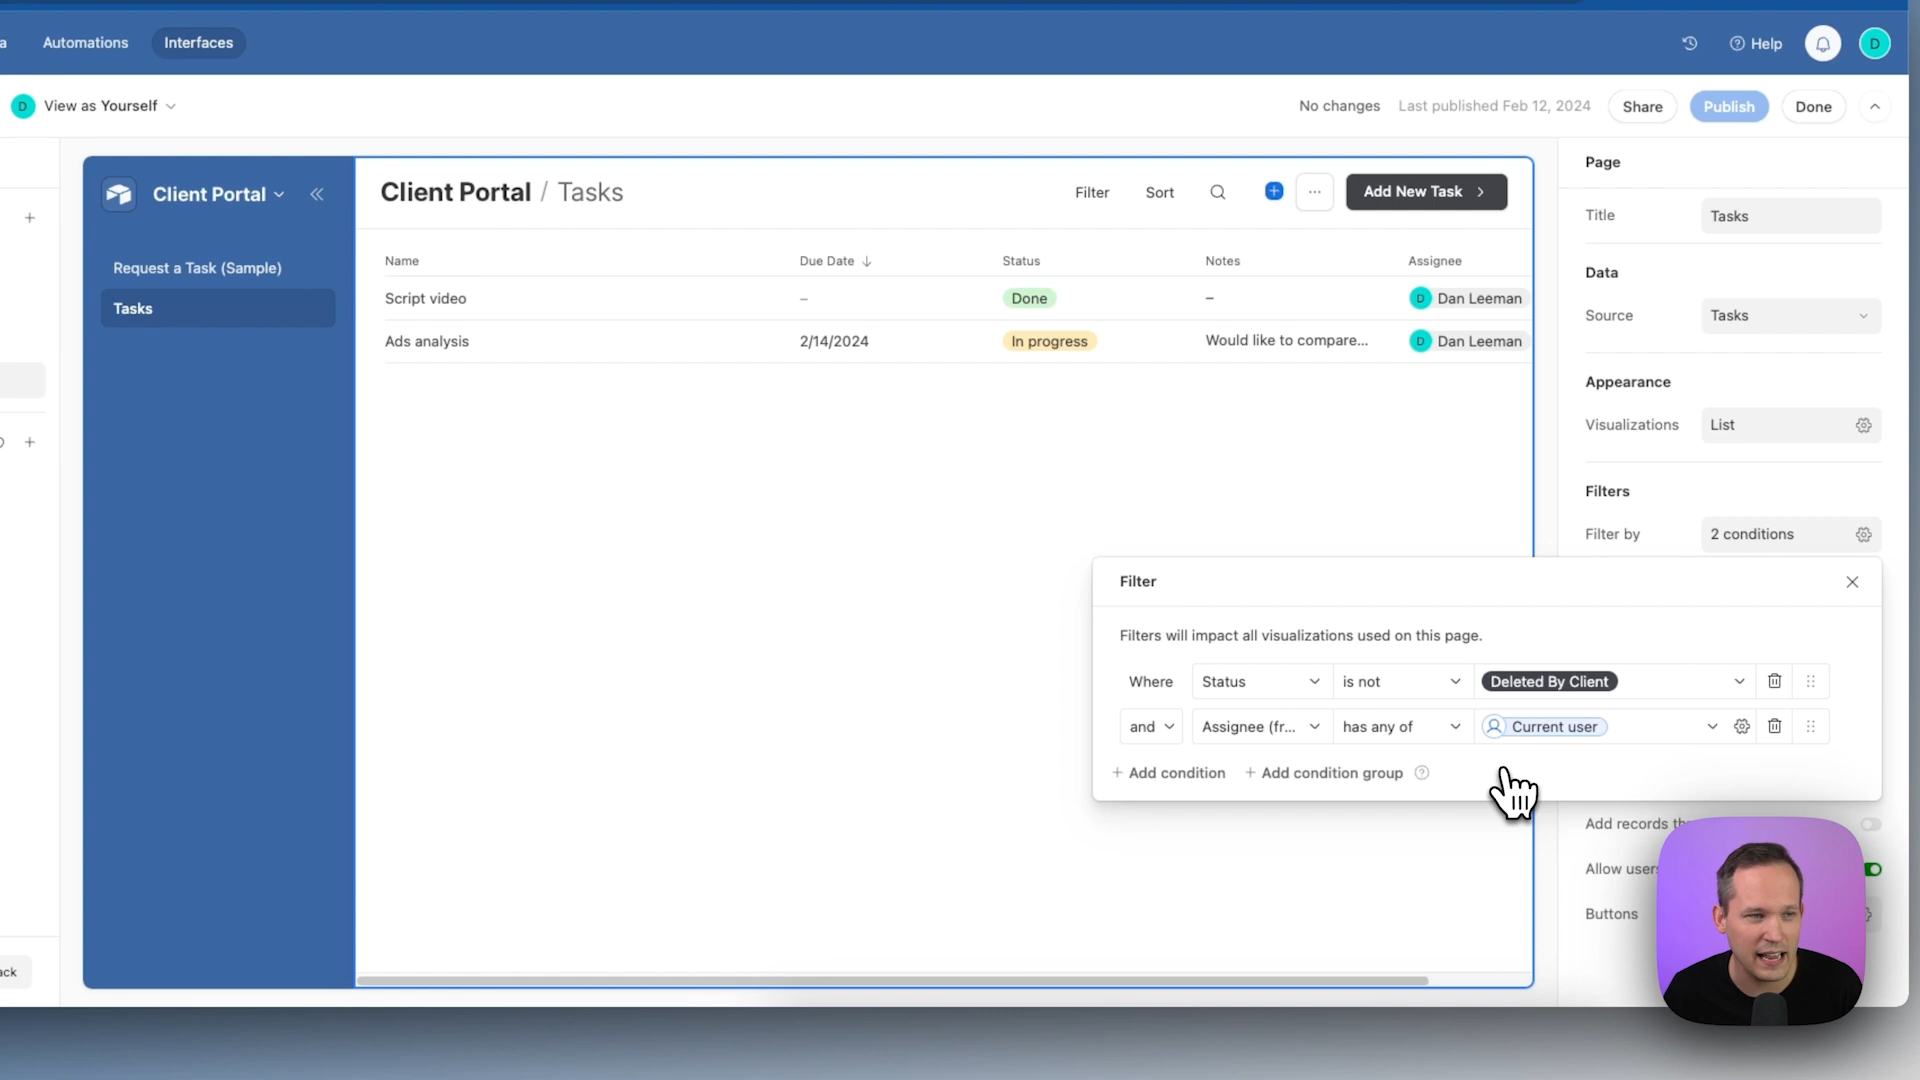 a Automations Interfaces Help D
D View as Yourself No changes Last published Feb 12, 2024 Share Publish Done
Client Portal
Request a Task (Sample)
Tasks
Client Portal / Tasks Filter Sort ... Add New Task
Name Due Date Status Notes Assignee
Script video – Done – D Dan Leeman
Ads analysis 2/14/2024 In progress Would like to compare... D Dan Leeman
Page
Title Tasks
Data
Source Tasks
Appearance
Visualizations List
Filters
Filter by 2 conditions
Filter
Filters will impact all visualizations used on this page.
Where Status is not Deleted By Client
and Assignee (fr... has any of Current user
+ Add condition + Add condition group ?
Add records
Allow users
Buttons
ack